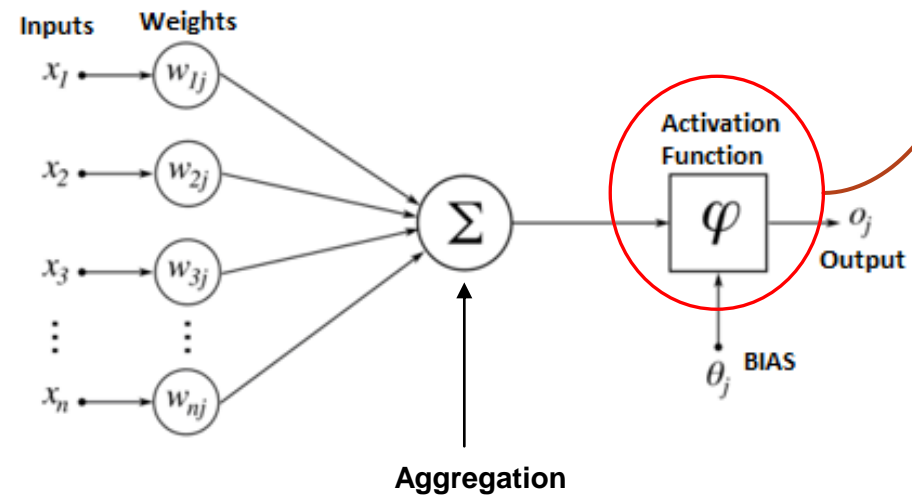 Inputs Weights
x₁ w₁ⱼ
Activation
Function
x₂ w₂ⱼ
Σ φ oⱼ
Output
x₃ w₃ⱼ
⋮ ⋮
θⱼ BIAS
xₙ wₙⱼ
Aggregation